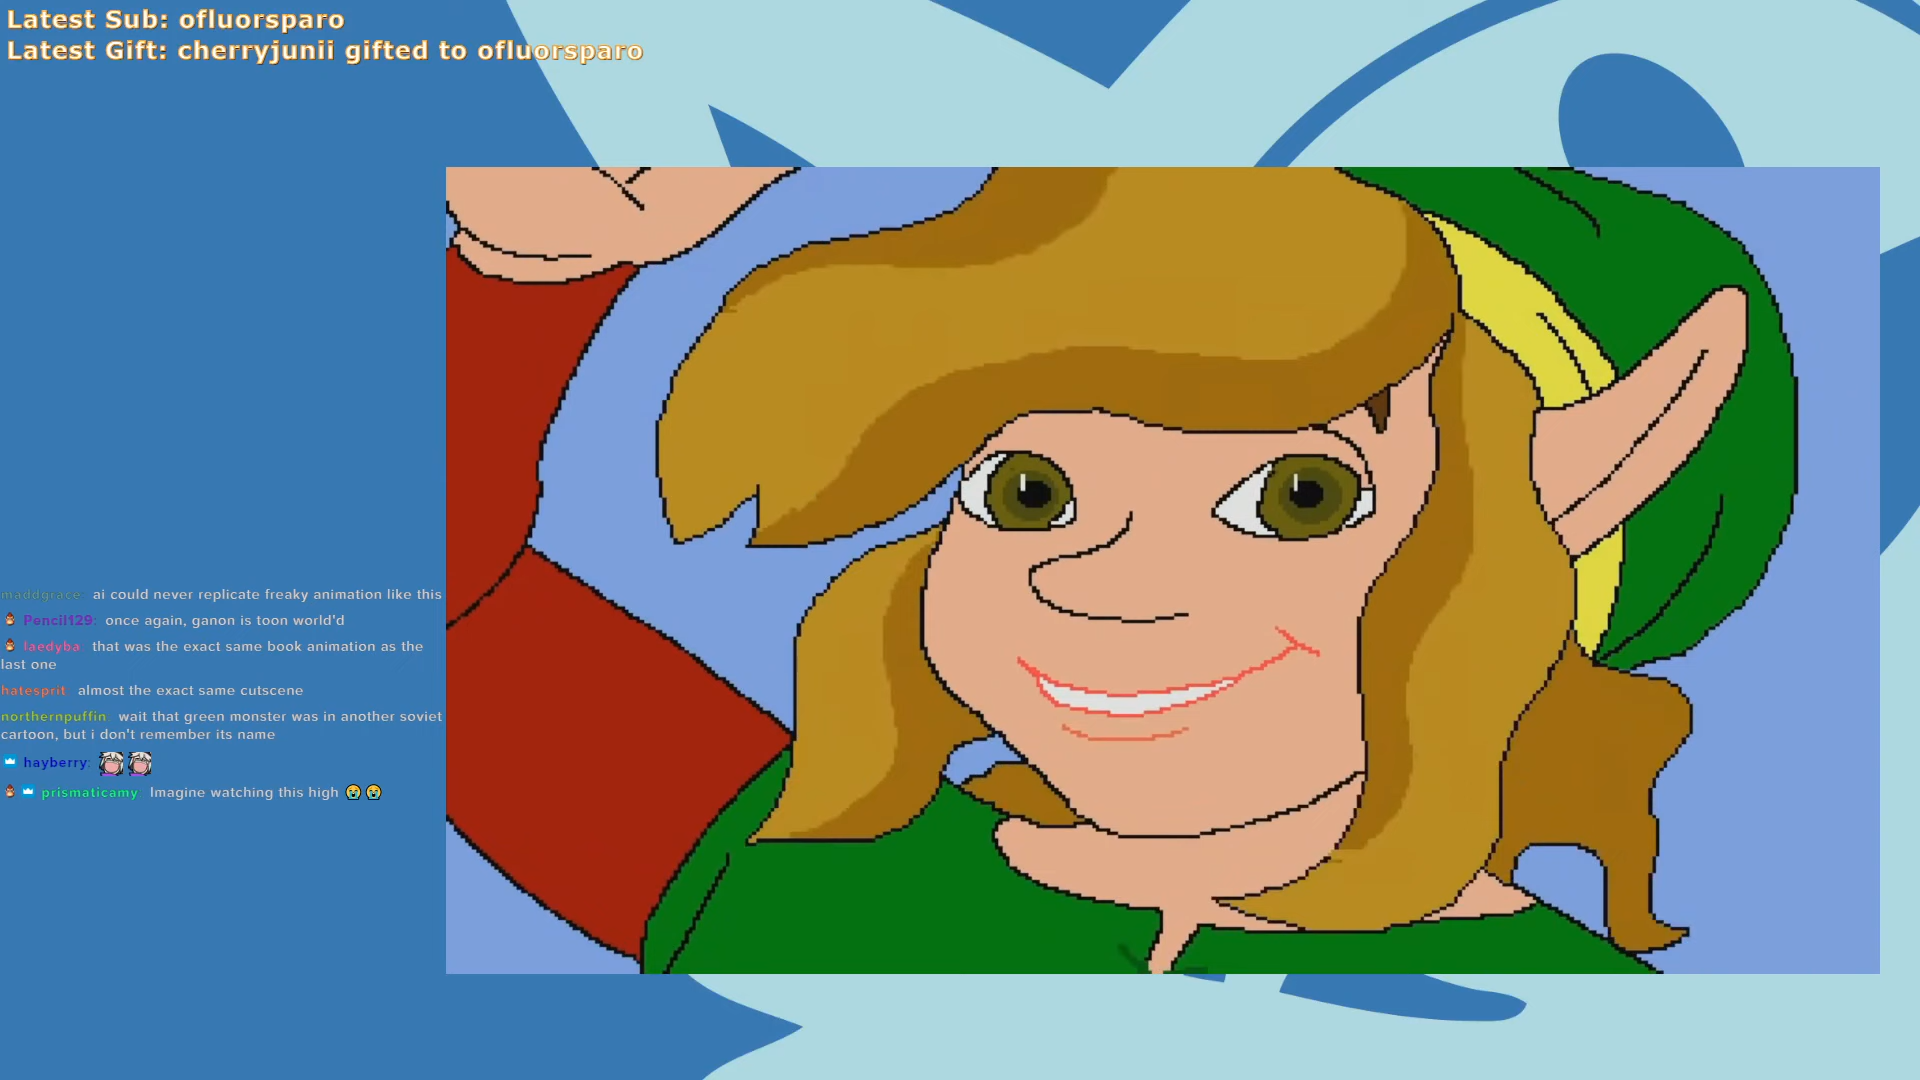 Latest Sub: ofluorsparo
Latest Gift: cherryjunii gifted to ofluorsparo
maddgrace ai could never replicate freaky animation like this
Pencil129: once again, ganon is toon world'd
laedyba that was the exact same book animation as the
last one
hatesprit almost the exact same cutscene
northernpuffin wait that green monster was in another soviet
cartoon, but i don't remember its name
hayberry:
prismaticamy Imagine watching this high 😭😭